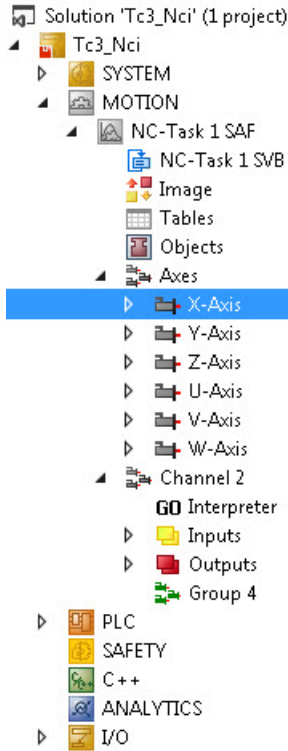 Solution 'Tc3_Nci' (1 project)
Tc3_Nci
SYSTEM
MOTION
NC-Task 1 SAF
NC-Task 1 SVB
Image
Tables
Objects
Axes
X-Axis
Y-Axis
Z-Axis
U-Axis
V-Axis
W-Axis
Channel 2
GO Interpreter
Inputs
Outputs
Group 4
PLC
SAFETY
C++
ANALYTICS
I/O